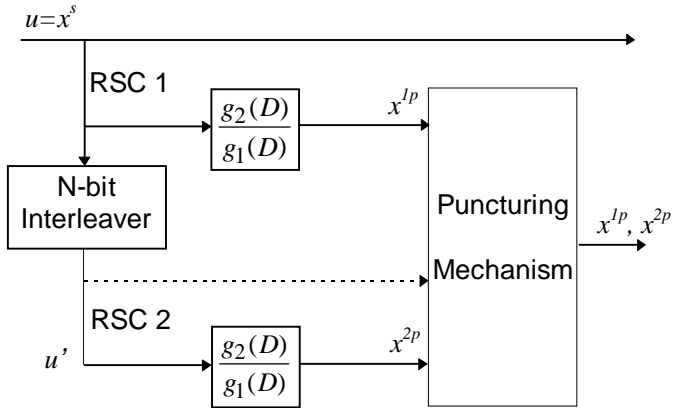 u=x^s
RSC 1
g₂(D)
g₁(D)
x^{1p}
N-bit
Interleaver
Puncturing
Mechanism
x^{1p}, x^{2p}
RSC 2
u'
g₂(D)
g₁(D)
x^{2p}